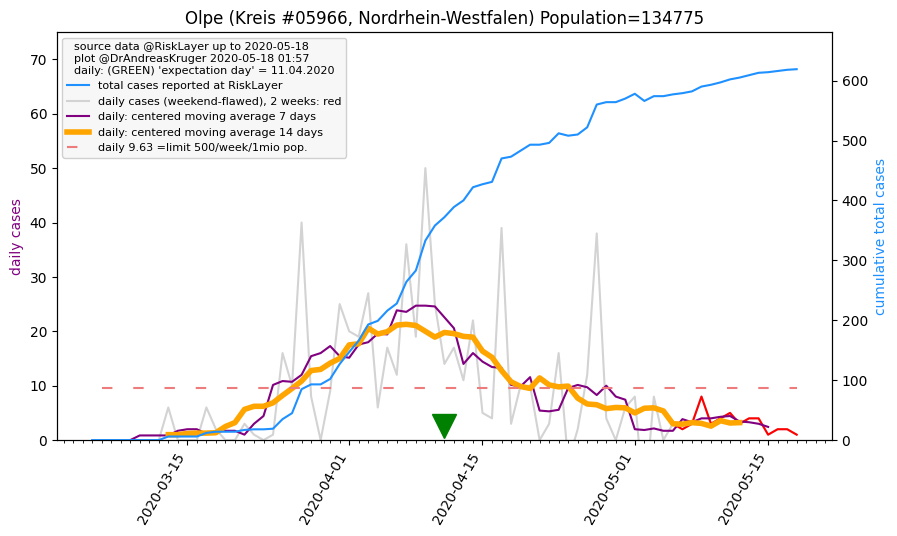 Olpe (Kreis #05966, Nordrhein-Westfalen) Population=134775
source data @RiskLayer up to 2020-05-18
plot @DrAndreasKruger 2020-05-18 01:57
daily: (GREEN) 'expectation day' = 11.04.2020
total cases reported at RiskLayer
daily cases (weekend-flawed), 2 weeks: red
daily: centered moving average 7 days
daily: centered moving average 14 days
daily 9.63 =limit 500/week/1mio pop.
daily cases
70
60
50
40
30
20
10
0
cumulative total cases
600
500
400
300
200
100
0
2020-03-15
2020-04-01
2020-04-15
2020-05-01
2020-05-15